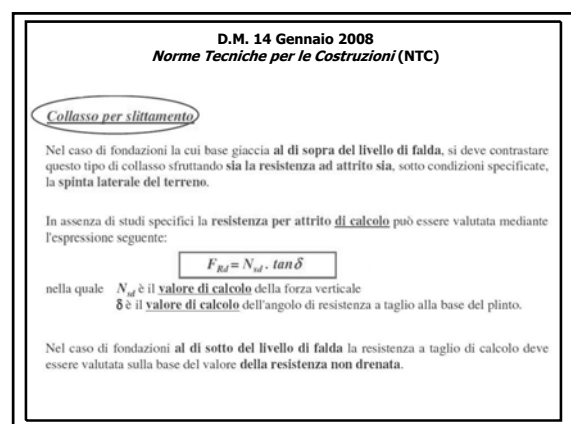 D.M. 14 Gennaio 2008
Norme Tecniche per le Costruzioni (NTC)
Collasso per slittamento
Nel caso di fondazioni la cui base giaccia al di sopra del livello di falda, si deve contrastare
questo tipo di collasso sfruttando sia la resistenza ad attrito sia, sotto condizioni specificate,
la spinta laterale del terreno.
In assenza di studi specifici la resistenza per attrito di calcolo può essere valutata mediante
l'espressione seguente:
F_Rd = N_sd . tan δ
nella quale N_sd è il valore di calcolo della forza verticale
δ è il valore di calcolo dell'angolo di resistenza a taglio alla base del plinto.
Nel caso di fondazioni al di sotto del livello di falda la resistenza a taglio di calcolo deve
essere valutata sulla base del valore della resistenza non drenata.